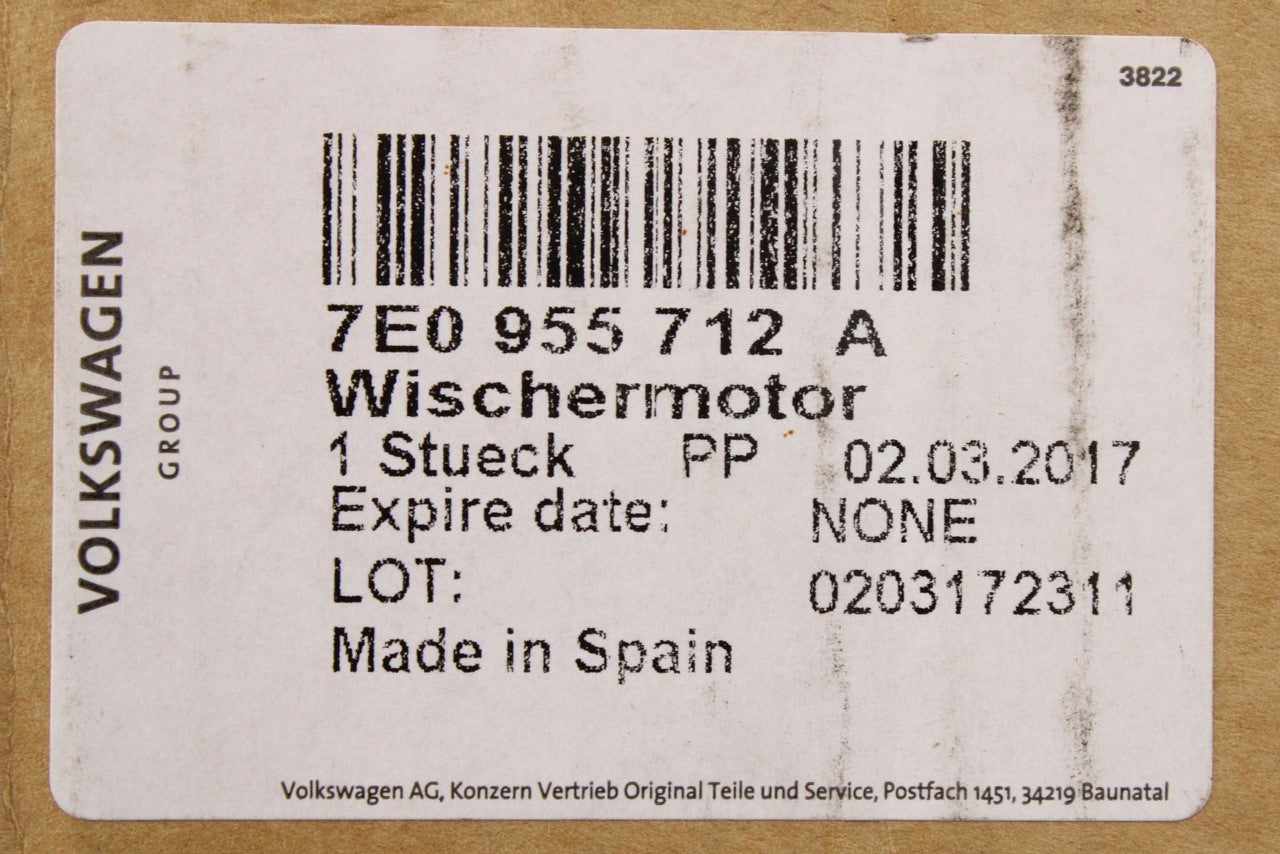 3822
VOLKSWAGEN
GROUP
7E0 955 712 A
Wischermotor
1 Stueck PP 02.03.2017
Expire date: NONE
LOT: 0203172311
Made in Spain
Volkswagen AG, Konzern Vertrieb Original Teile und Service, Postfach 1451, 34219 Baunatal